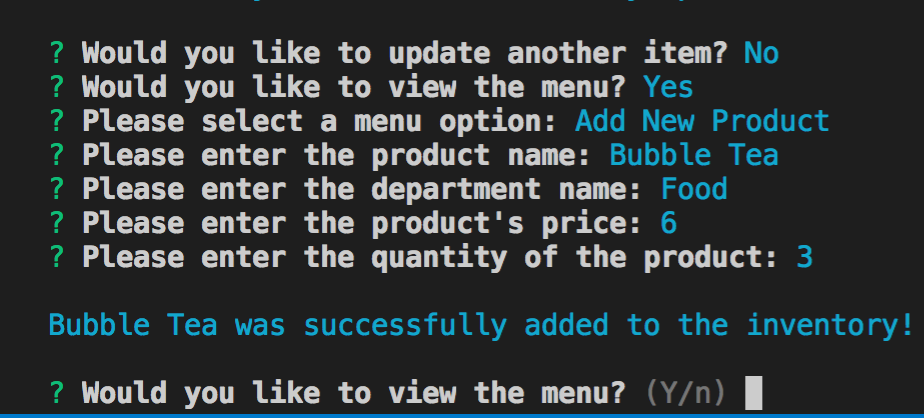 ? Would you like to update another item? No
? Would you like to view the menu? Yes
? Please select a menu option: Add New Product
? Please enter the product name: Bubble Tea
? Please enter the department name: Food
? Please enter the product's price: 6
? Please enter the quantity of the product: 3
Bubble Tea was successfully added to the inventory!
? Would you like to view the menu? (Y/n)